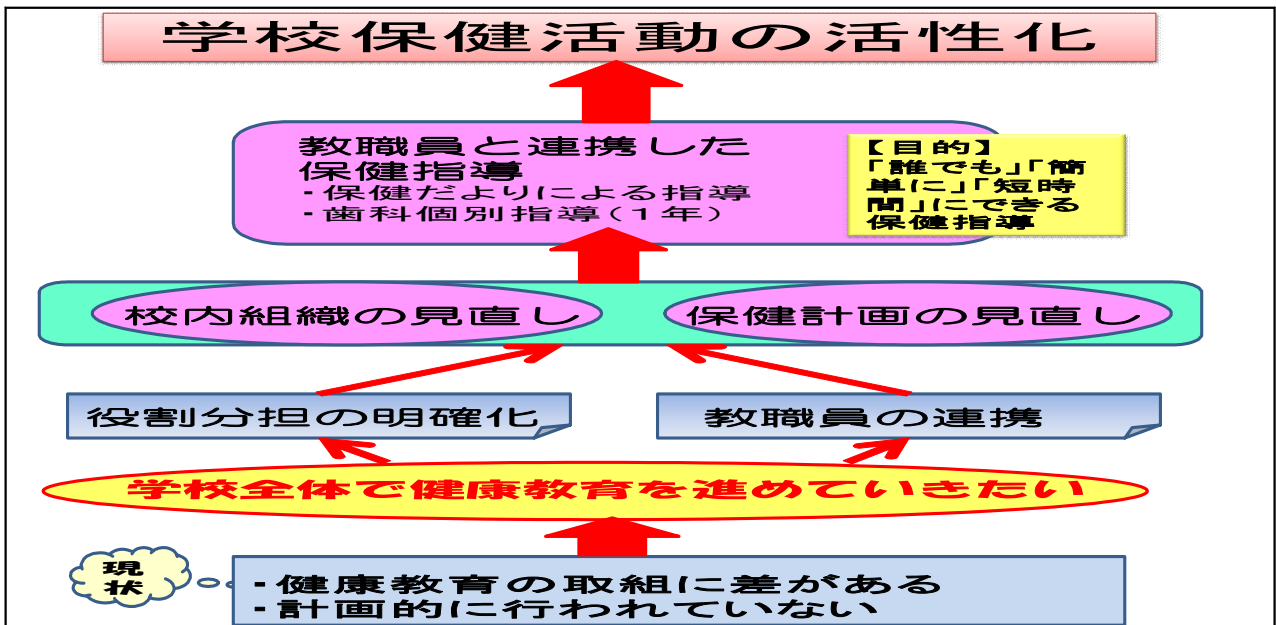 学校保健活動の活性化
教職員と連携した
保健指導
・保健だよりによる指導
・歯科個別指導(1年)
【目的】
「誰でも」「簡
単に」「短時
間」にできる
保健指導
校内組織の見直し
保健計画の見直し
役割分担の明確化
教職員の連携
学校全体で健康教育を進めていきたい
現
状
・健康教育の取組に差がある
・計画的に行われていない